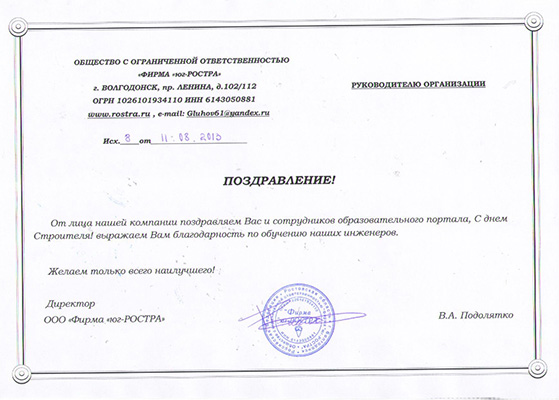 ОБЩЕСТВО С ОГРАНИЧЕННОЙ ОТВЕТСТВЕННОСТЬЮ
«ФИРМА «юг-РОСТРА»
г. ВОЛГОДОНСК, пр. ЛЕНИНА, д.102/112
ОГРН 1026101934110 ИНН 6143050881
www.rostra.ru , e-mail: Gluhov61@yandex.ru
РУКОВОДИТЕЛЮ ОРГАНИЗАЦИИ
Исх. 8 от 11.08.2013
ПОЗДРАВЛЕНИЕ!
От лица нашей компании поздравляем Вас и сотрудников образовательного портала, С днем
Строителя! выражаем Вам благодарность по обучению наших инженеров.
Желаем только всего наилучшего!
Директор
ООО «Фирма «юг-РОСТРА»
В.А. Подолятко
Фирма